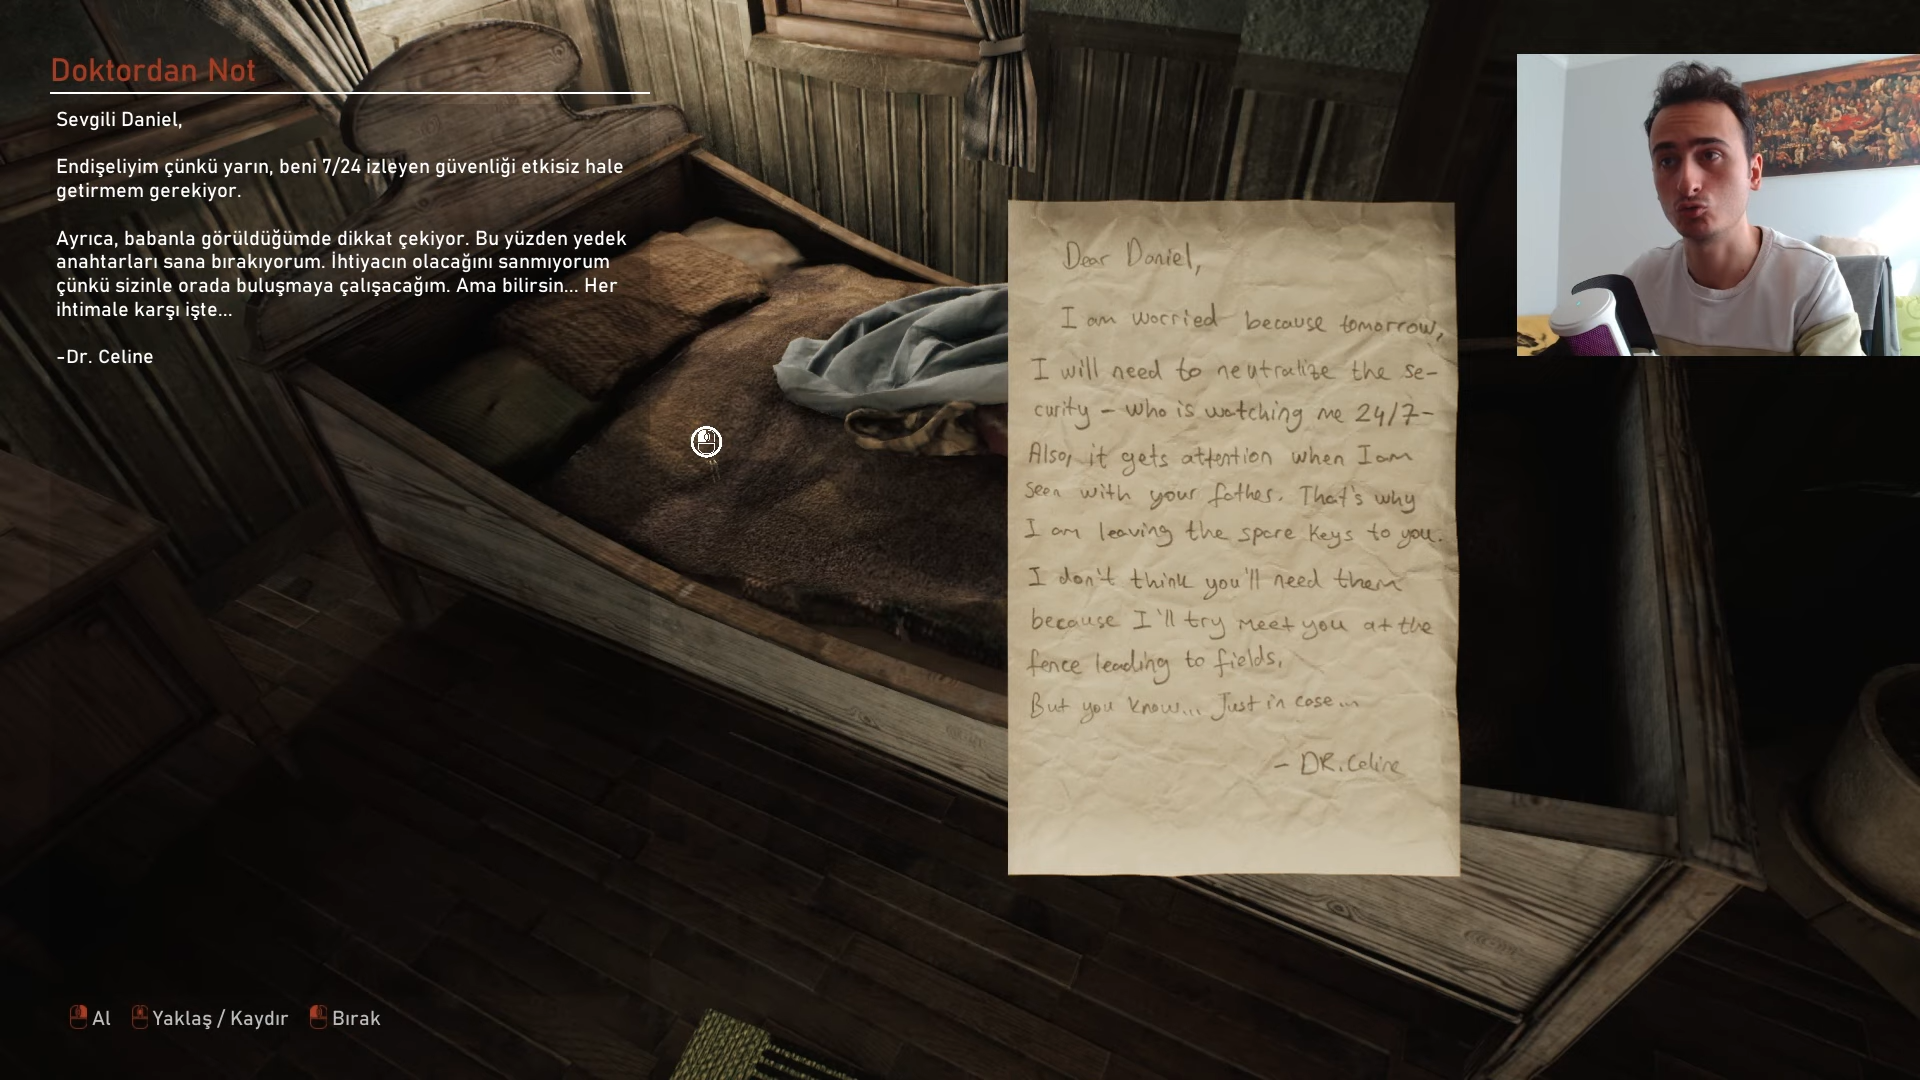 Doktordan Not
Sevgili Daniel,
Endişeliyim çünkü yarın, beni 7/24 izleyen güvenliği etkisiz hale
getirmem gerekiyor.
Ayrıca, babanla görüldüğümde dikkat çekiyor. Bu yüzden yedek
anahtarları sana bırakıyorum. İhtiyacın olacağını sanmıyorum
çünkü sizinle orada buluşmaya çalışacağım. Ama bilirsin... Her
ihtimale karşı işte...
-Dr. Celine
Dear Daniel,
I am worried because tomorrow,
I will need to neutralize the se-
curity - who is watching me 24/7-
Also, it gets attention when I am
seen with your father. That's why
I am leaving the spare keys to you.
I don't think you'll need them
because I'll try meet you at the
fence leading to fields.
But you know... Just in case...
- DR. Celine
Al Yaklaş / Kaydır Bırak